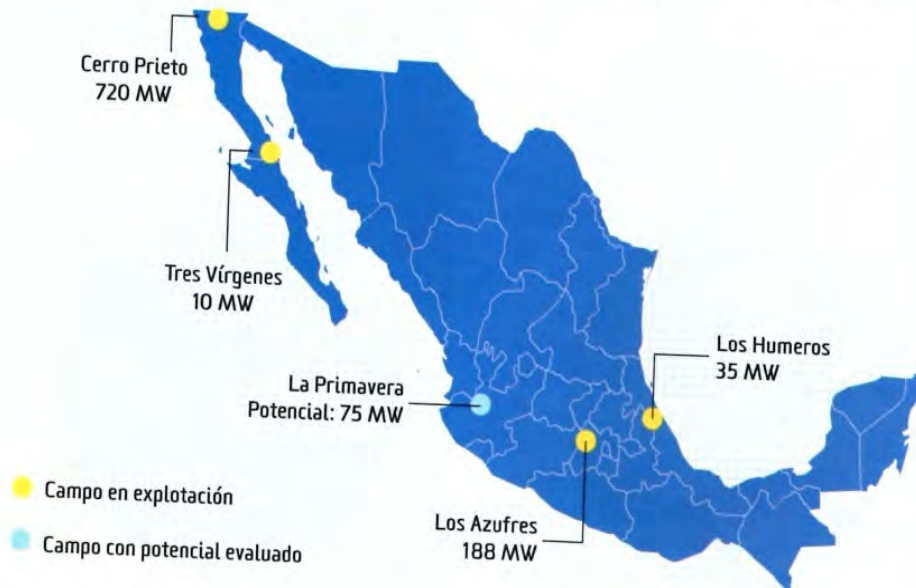 Cerro Prieto
720 MW
Tres Vírgenes
10 MW
La Primavera
Potencial: 75 MW
Los Humeros
35 MW
Los Azufres
188 MW
Campo en explotación
Campo con potencial evaluado